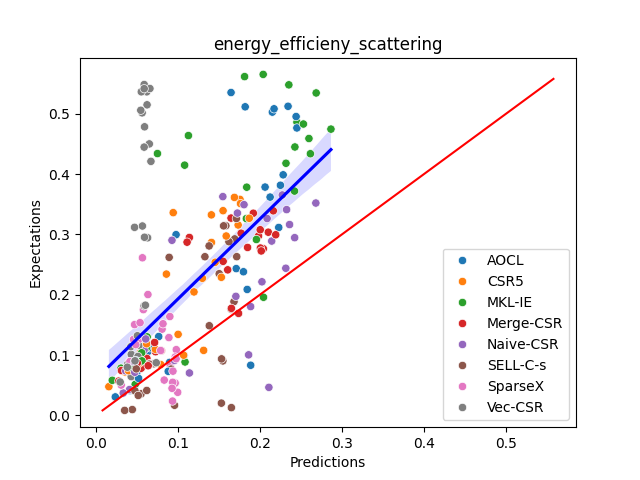 energy_efficieny_scattering
Expectations
0.5
0.4
0.3
0.2
0.1
0.0
0.0 0.1 0.2 0.3 0.4 0.5
Predictions
AOCL
CSR5
MKL-IE
Merge-CSR
Naive-CSR
SELL-C-s
SparseX
Vec-CSR